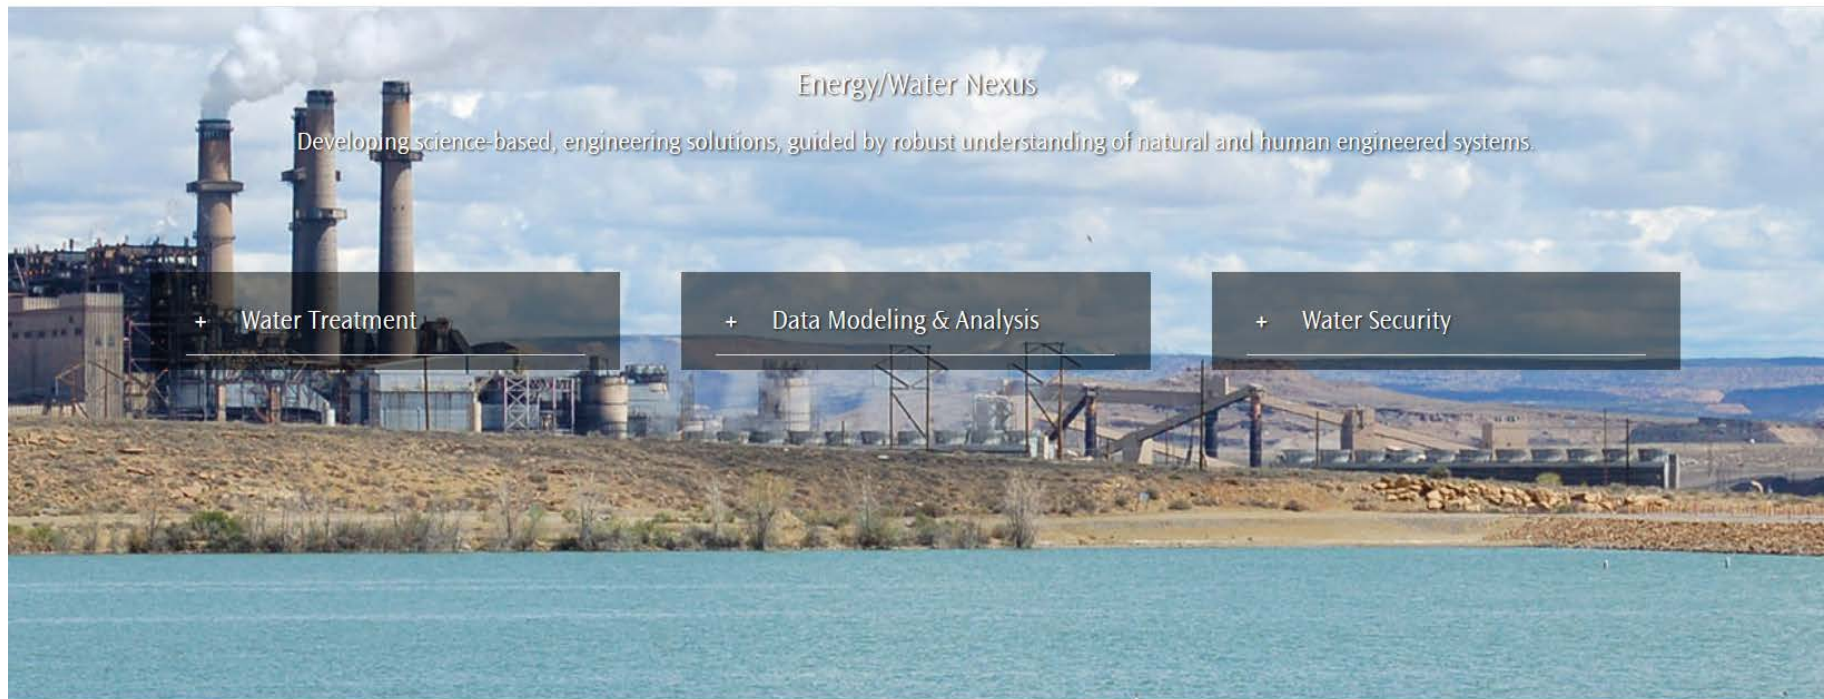 Energy/Water Nexus
Developing science-based, engineering solutions, guided by robust understanding of natural and human engineered systems.
+ Water Treatment
+ Data Modeling & Analysis
+ Water Security